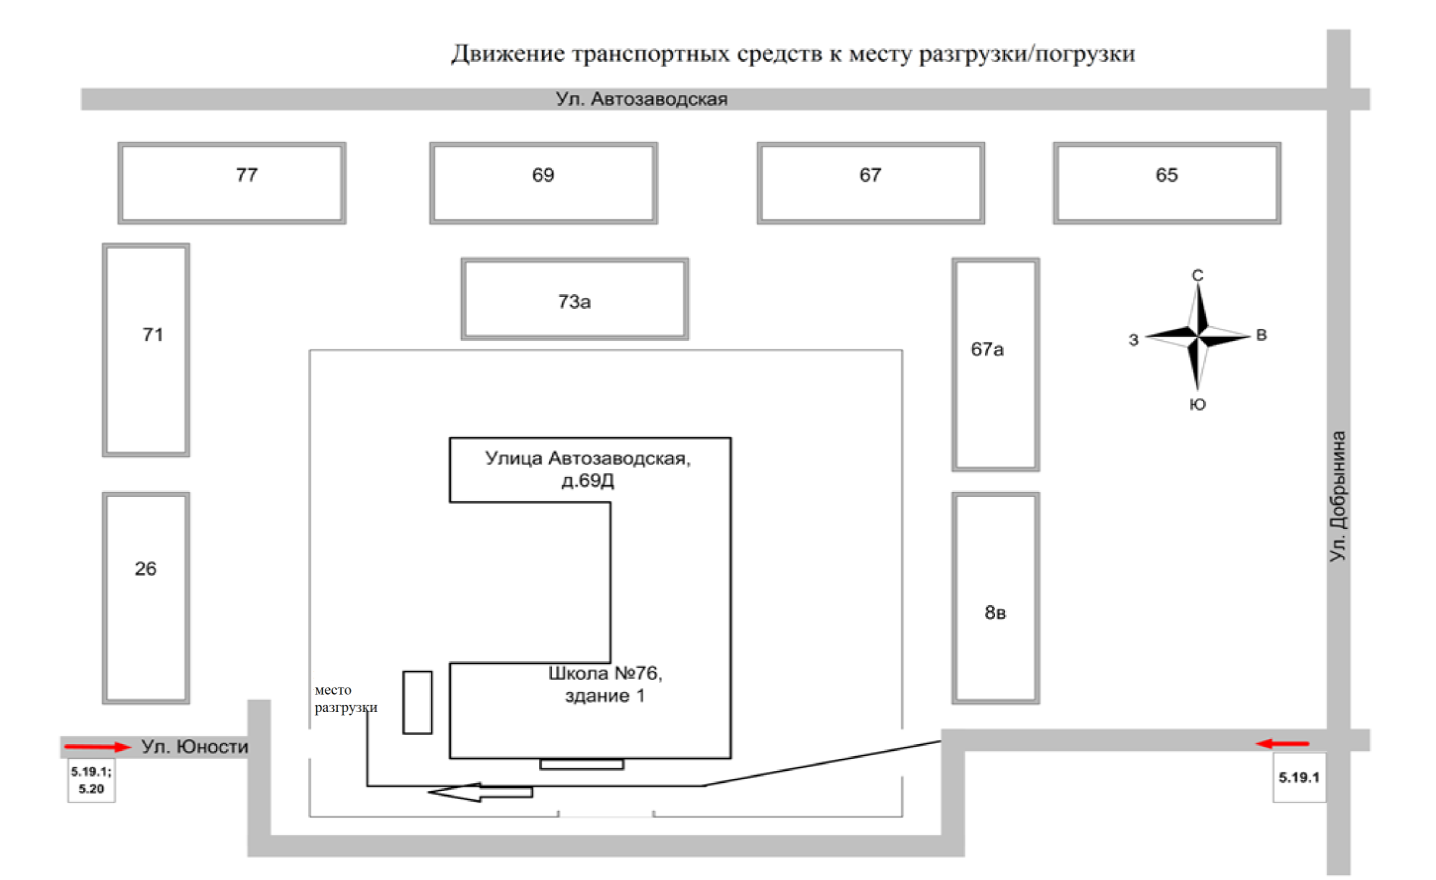 Движение транспортных средств к месту разгрузки/погрузки
Ул. Автозаводская
77
69
67
65
71
73а
67а
С
З
В
Ю
Улица Автозаводская,
д.69Д
Ул. Добрынина
26
8в
Школа №76,
здание 1
место
разгрузки
Ул. Юности
5.19.1;
5.20
5.19.1